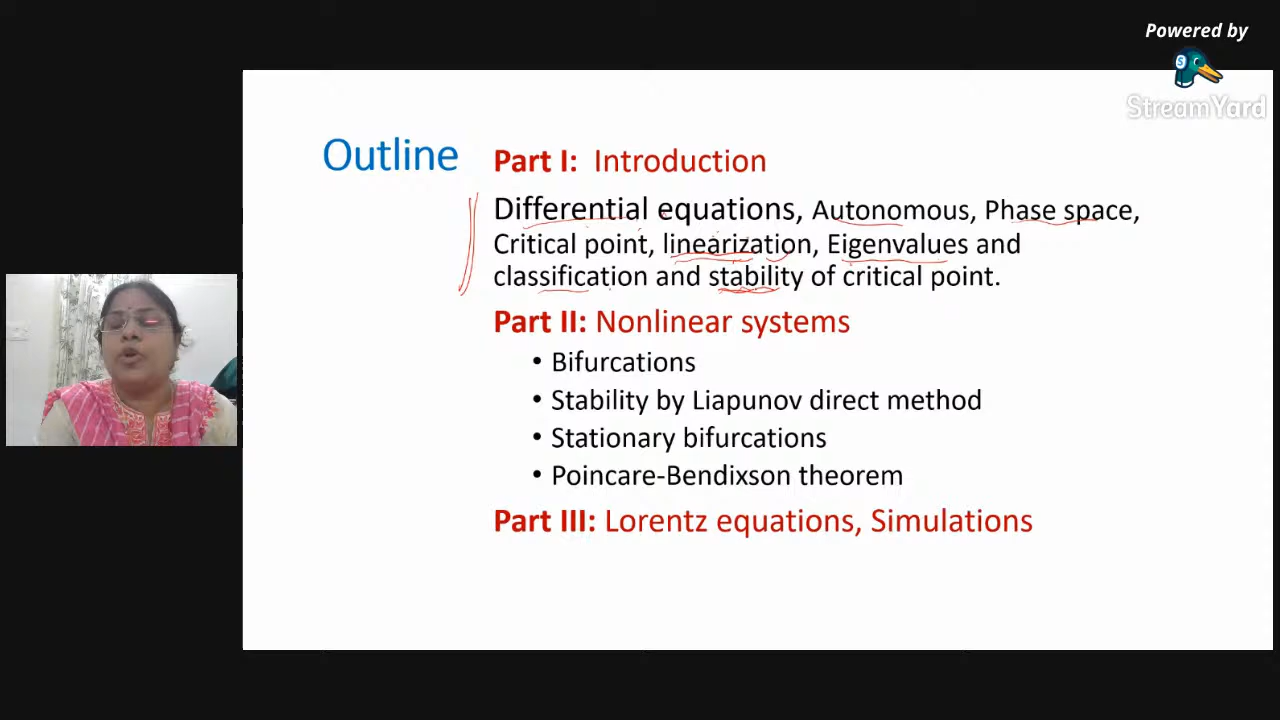 Powered by
StreamYard
Outline
Part I: Introduction
Differential equations, Autonomous, Phase space,
Critical point, linearization, Eigenvalues and
classification and stability of critical point.
Part II: Nonlinear systems
• Bifurcations
• Stability by Liapunov direct method
• Stationary bifurcations
• Poincare-Bendixson theorem
Part III: Lorentz equations, Simulations